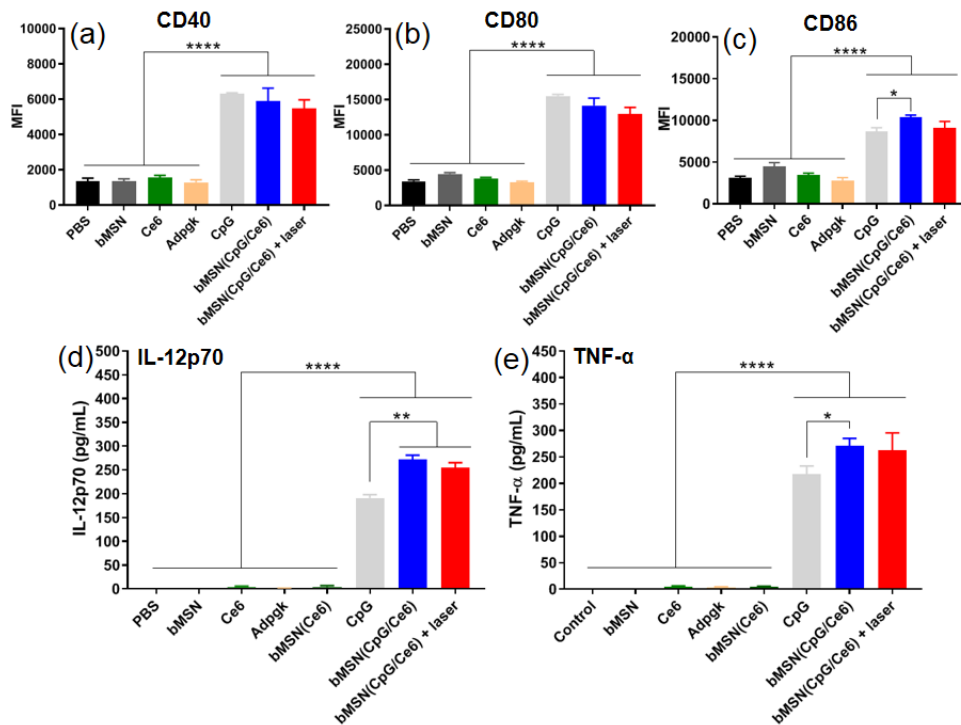 (a)
CD40
****
MFI
8000
6000
4000
2000
0
PBS
bMSN
Ce6
Adpgk
CpG
bMSN(CpG/Ce6)
bMSN(CpG/Ce6) + laser
(b)
CD80
****
MFI
25000
20000
15000
10000
5000
0
PBS
bMSN
Ce6
Adpgk
CpG
bMSN(CpG/Ce6)
bMSN(CpG/Ce6) + laser
(c)
CD86
****
*
MFI
20000
15000
10000
5000
0
PBS
bMSN
Ce6
Adpgk
CpG
bMSN(CpG/Ce6)
bMSN(CpG/Ce6) + laser
(d)
IL-12p70
****
**
IL-12p70 (pg/mL)
500
450
400
350
300
250
200
150
100
50
0
PBS
bMSN
Ce6
Adpgk
bMSN(Ce6)
CpG
bMSN(CpG/Ce6)
bMSN(CpG/Ce6) + laser
(e)
TNF-α
****
*
TNF-α (pg/mL)
450
400
350
300
250
200
150
100
50
0
Control
bMSN
Ce6
Adpgk
bMSN(Ce6)
CpG
bMSN(CpG/Ce6)
bMSN(CpG/Ce6) + laser